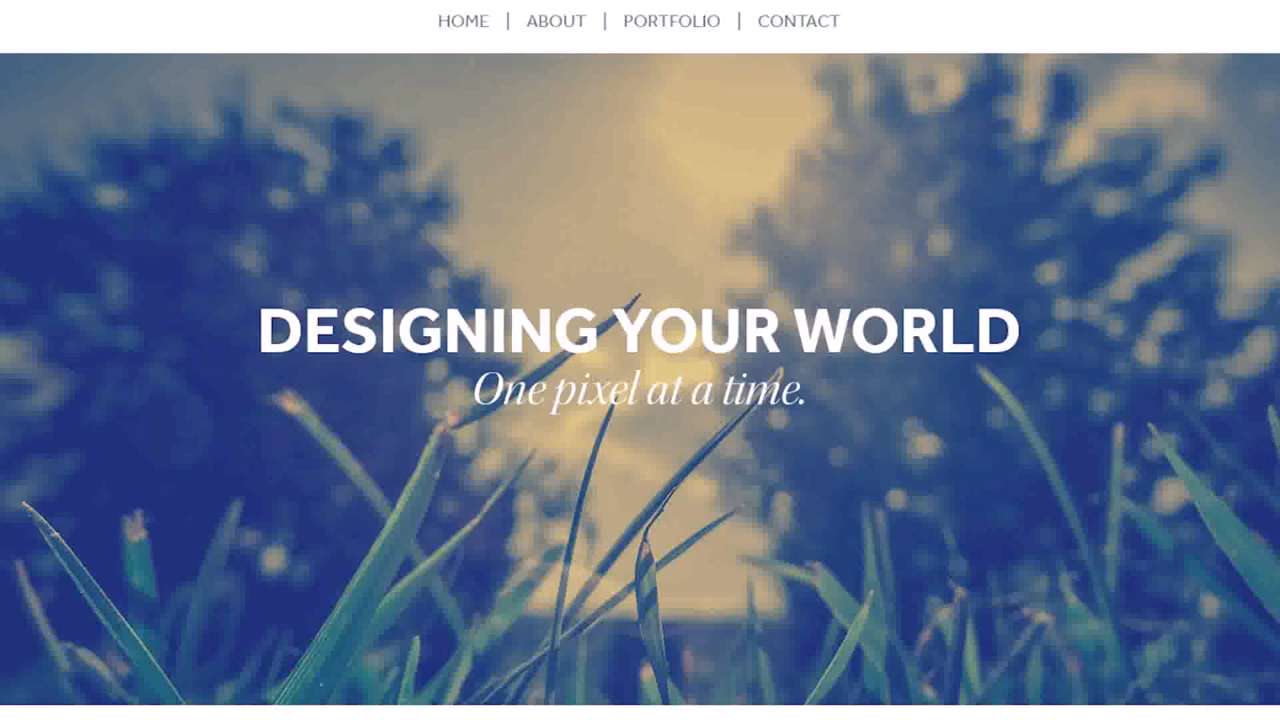 HOME | ABOUT | PORTFOLIO | CONTACT
DESIGNING YOUR WORLD
One pixel at a time.